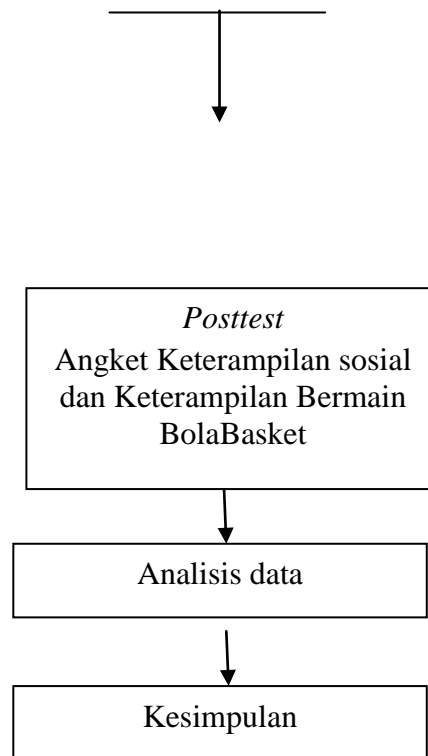 Posttest
Angket Keterampilan sosial
dan Keterampilan Bermain
BolaBasket
Analisis data
Kesimpulan